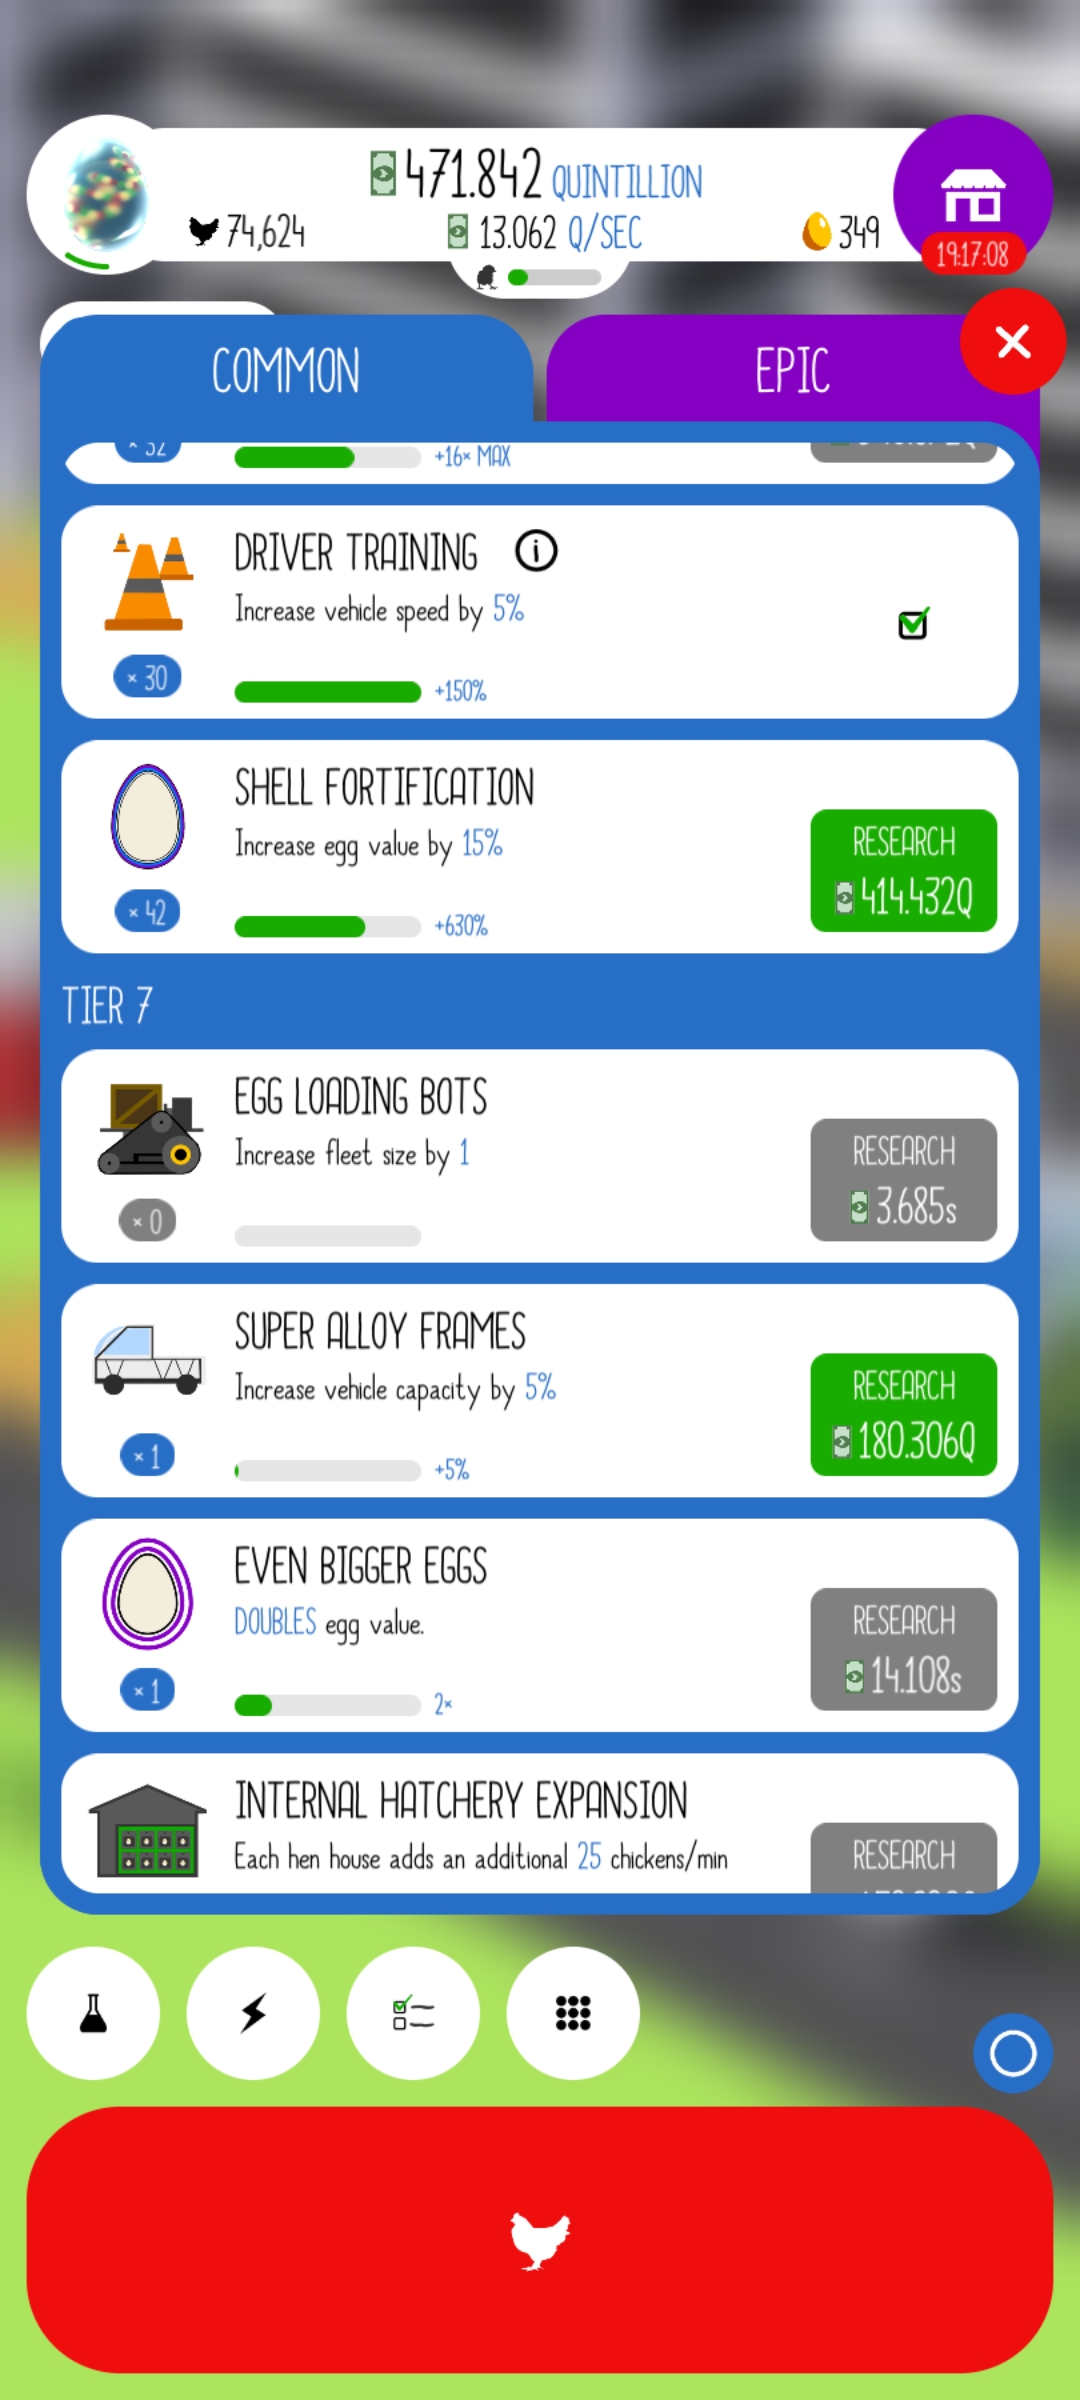 471.842 QUINTILLION
74,624
13.062 Q/SEC
349
19:17:08
COMMON
EPIC
× 32
+16× MAX
DRIVER TRAINING
Increase vehicle speed by 5%
× 30
+150%
SHELL FORTIFICATION
Increase egg value by 15%
RESEARCH
414.432Q
× 42
+630%
TIER 7
EGG LOADING BOTS
Increase fleet size by 1
RESEARCH
3.685s
× 0
SUPER ALLOY FRAMES
Increase vehicle capacity by 5%
RESEARCH
180.306Q
× 1
+5%
EVEN BIGGER EGGS
DOUBLES egg value.
RESEARCH
14.108s
× 1
2×
INTERNAL HATCHERY EXPANSION
Each hen house adds an additional 25 chickens/min
RESEARCH